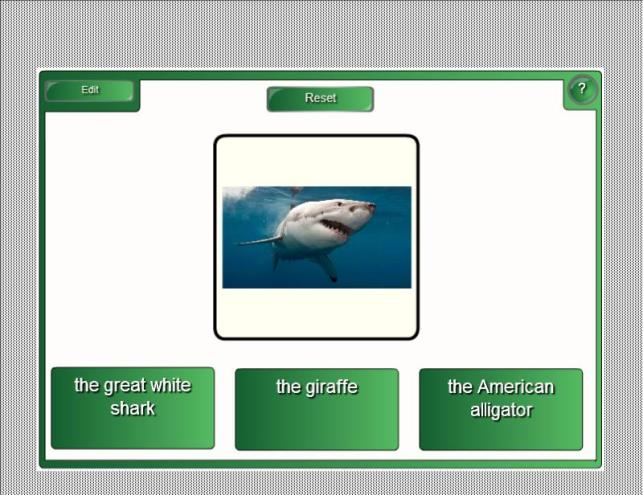 Edit
Reset
?
the great white
shark
the giraffe
the American
alligator